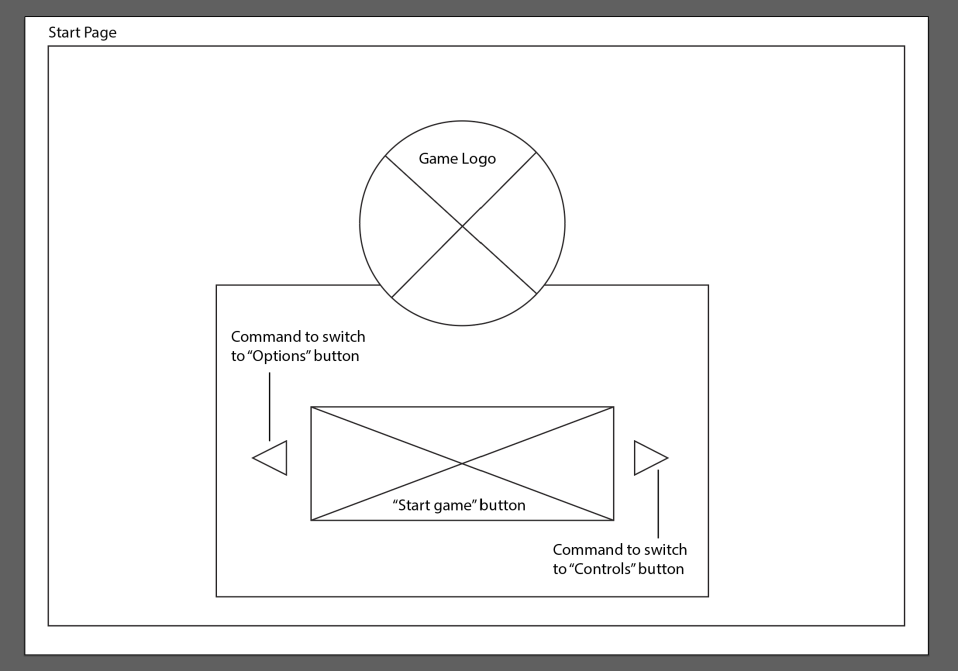 Start Page
Game Logo
Command to switch
to “Options” button
“Start game” button
Command to switch
to “Controls” button